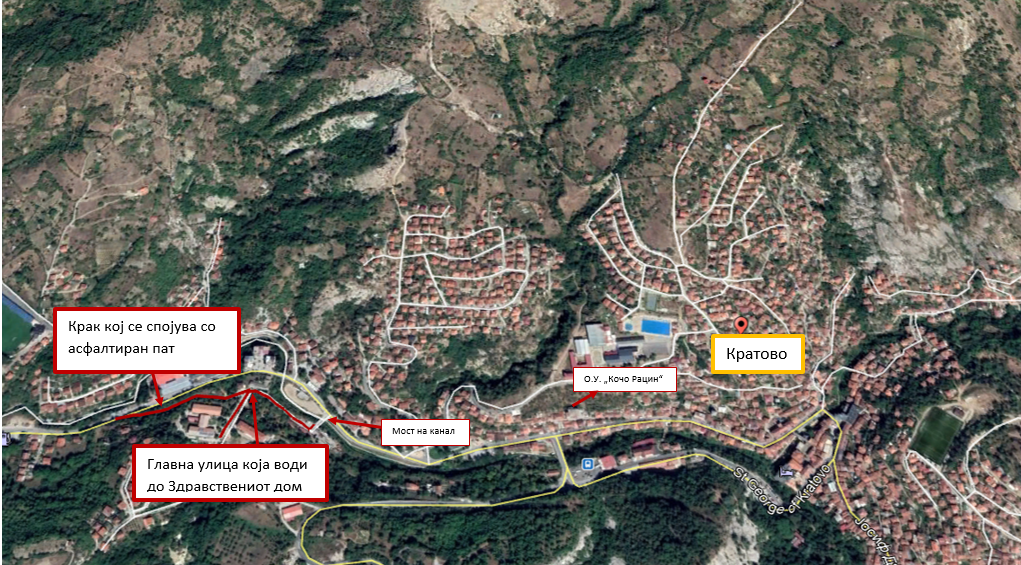 Крак кој се спојува со
асфалтиран пат
Кратово
О.У. „Кочо Рацин“
Мост на канал
Главна улица која води
до Здравствениот дом
St George of Kratovo
Јосиф Д